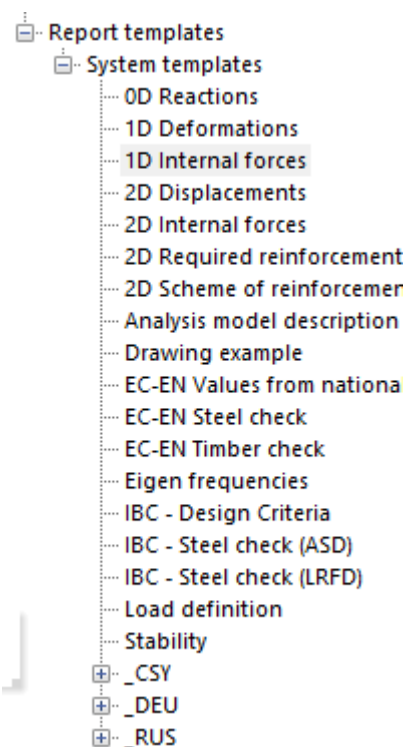 Report templates
System templates
0D Reactions
1D Deformations
1D Internal forces
2D Displacements
2D Internal forces
2D Required reinforcement
2D Scheme of reinforcemen
Analysis model description
Drawing example
EC-EN Values from nationa
EC-EN Steel check
EC-EN Timber check
Eigen frequencies
IBC - Design Criteria
IBC - Steel check (ASD)
IBC - Steel check (LRFD)
Load definition
Stability
_CSY
_DEU
_RUS